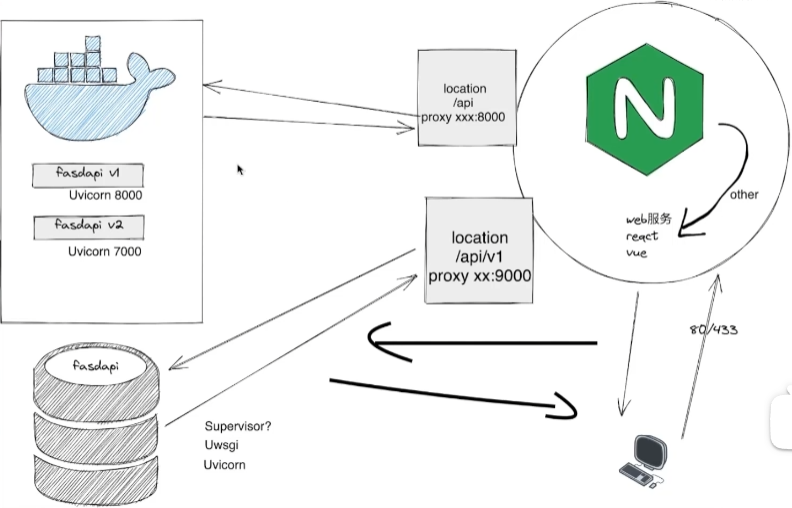 fasdapi v1
Uvicorn 8000
fasdapi v2
Uvicorn 7000
location
/api
proxy xxx:8000
N
other
web服务
react
vue
location
/api/v1
proxy xx:9000
80/433
fasdapi
Supervisor?
Uwsgi
Uvicorn